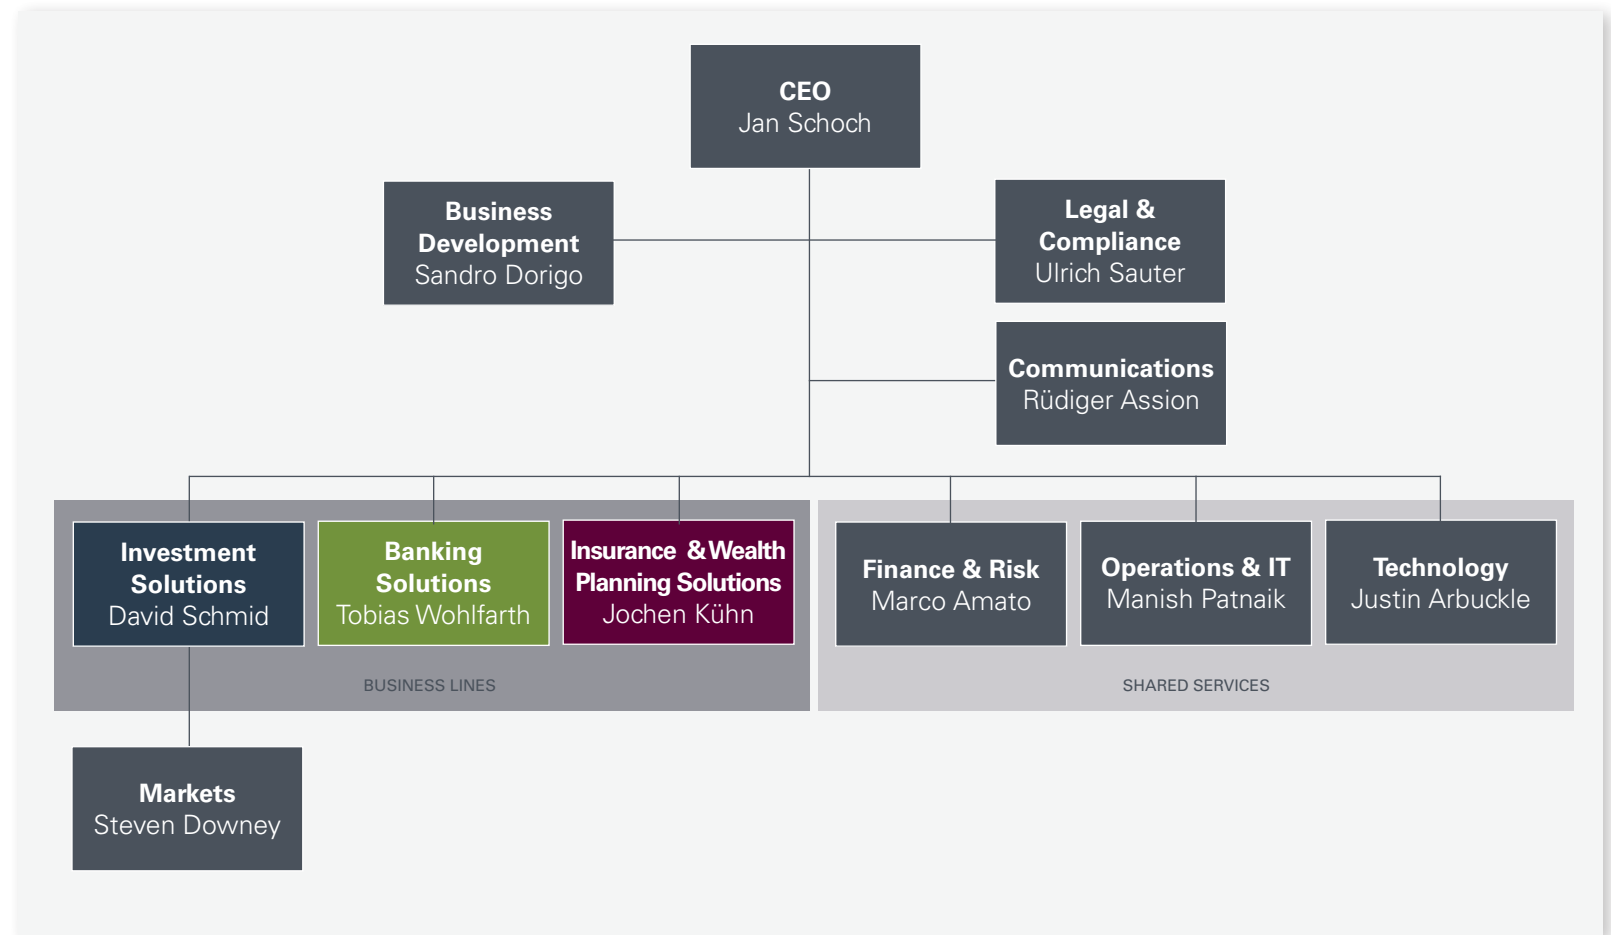 CEO
Jan Schoch
Business
Development
Sandro Dorigo
Legal &
Compliance
Ulrich Sauter
Communications
Rüdiger Assion
Investment
Solutions
David Schmid
Banking
Solutions
Tobias Wohlfarth
Insurance & Wealth
Planning Solutions
Jochen Kühn
Finance & Risk
Marco Amato
Operations & IT
Manish Patnaik
Technology
Justin Arbuckle
BUSINESS LINES
SHARED SERVICES
Markets
Steven Downey